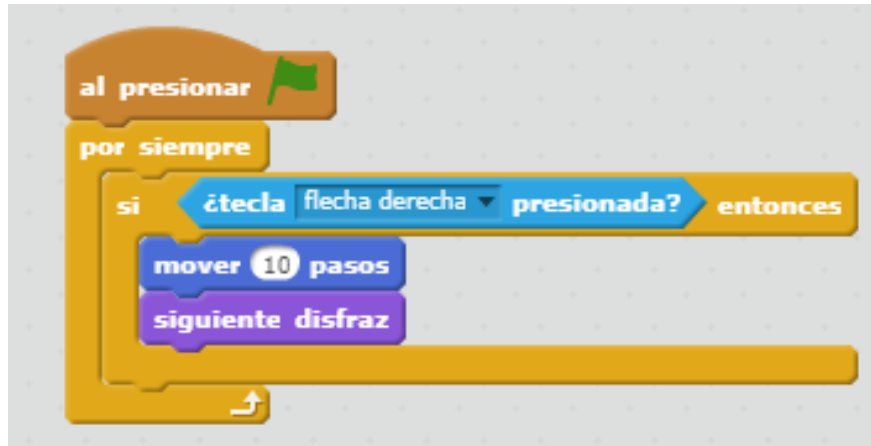 al presionar
por siempre
si ¿tecla flecha derecha presionada? entonces
mover 10 pasos
siguiente disfraz